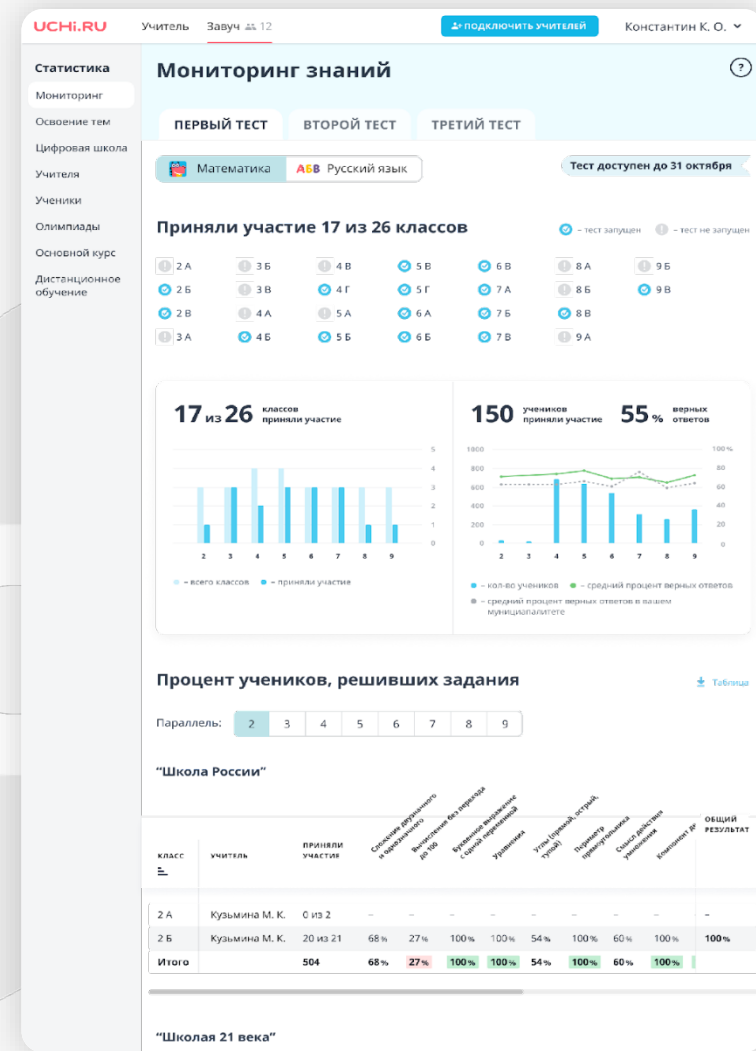 UCHi.RU
Учитель
Завуч 12
ПОДКЛЮЧИТЬ УЧИТЕЛЕЙ
Константин К. О.
Статистика
Мониторинг
Освоение тем
Цифровая школа
Учителя
Ученики
Олимпиады
Основной курс
Дистанционное
обучение
Мониторинг знаний
?
ПЕРВЫЙ ТЕСТ
ВТОРОЙ ТЕСТ
ТРЕТИЙ ТЕСТ
Математика
АБВ Русский язык
Тест доступен до 31 октября
Приняли участие 17 из 26 классов
– тест запущен
– тест не запущен
2 А 3 Б 4 В 5 В 6 В 8 А 9 Б
2 Б 3 В 4 Г 5 Г 7 А 8 Б 9 В
2 В 4 А 5 А 6 А 7 Б 8 В
3 А 4 Б 5 Б 6 Б 7 В 9 А
17 из 26 классов
приняли участие
5
4
3
2
1
0
2 3 4 5 6 7 8 9
– всего классов – приняли участие
150 учеников
приняли участие
55 % верных
ответов
1000 100 %
800 80
600 60
400 40
200 20
0 0
2 3 4 5 6 7 8 9
– кол-во учеников – средний процент верных ответов
– средний процент верных ответов в вашем
муниципалитете
Процент учеников, решивших задания
Таблица
Параллель: 2 3 4 5 6 7 8 9
“Школа России”
КЛАСС
УЧИТЕЛЬ
ПРИНЯЛИ
УЧАСТИЕ
Сложение двузначного
и однозначного
Вычисления без перехода
до 100
Буквенное выражение
с одной переменной
Уравнения
Углы (прямой, острый,
тупой)
Периметр
прямоугольника
Смысл действия
умножения
Компонент де
ОБЩИЙ
РЕЗУЛЬТАТ
2 А Кузьмина М. К. 0 из 2 – – – – – – – – –
2 Б Кузьмина М. К. 20 из 21 68 % 27 % 100 % 100 % 54 % 100 % 60 % 100 % 100 %
Итого 504 68 % 27 % 100 % 100 % 54 % 100 % 60 % 100 %
“Школая 21 века”